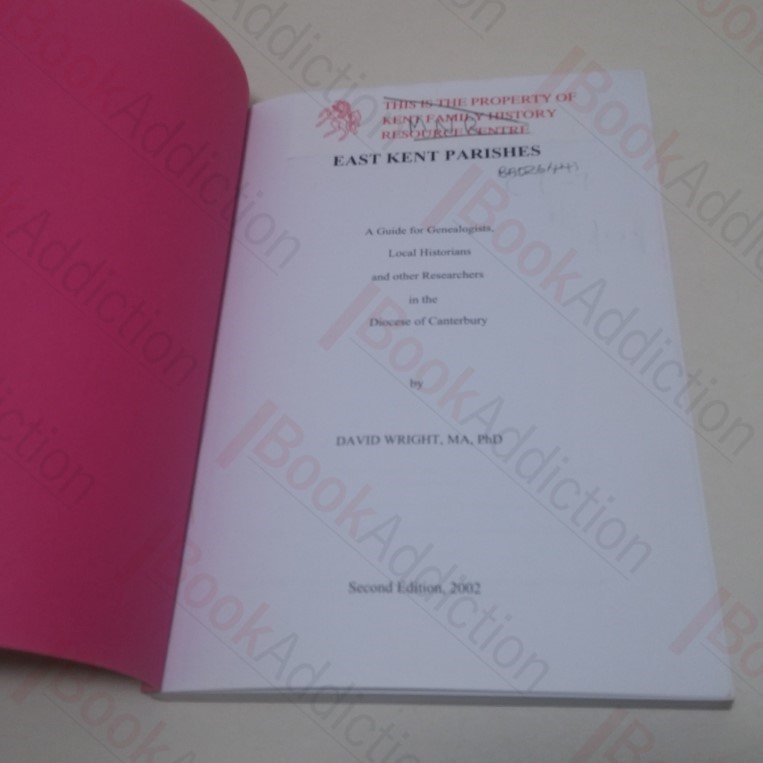 THIS IS THE PROPERTY OF
KENT FAMILY HISTORY
RESOURCE CENTRE
EAST KENT PARISHES
A Guide for Genealogists,
Local Historians
and other Researchers
in the
Diocese of Canterbury
by
DAVID WRIGHT, MA, PhD
Second Edition, 2002
BookAddiction